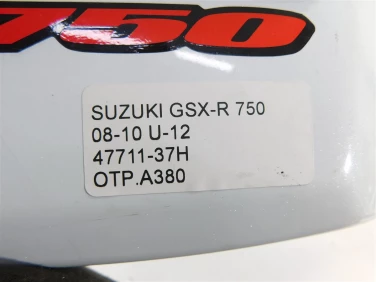 750
SUZUKI GSX-R 750
08-10 U-12
47711-37H
OTP.A380